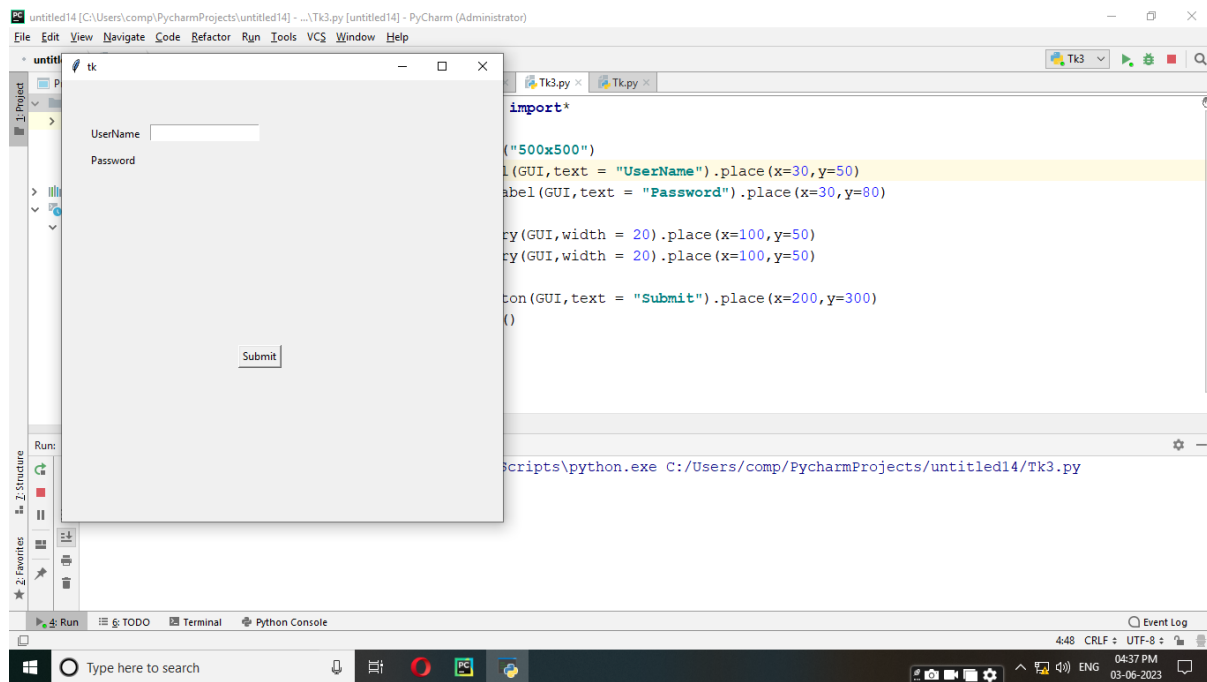 untitled14 [C:\Users\comp\PycharmProjects\untitled14] - ...\Tk3.py [untitled14] - PyCharm (Administrator)
File Edit View Navigate Code Refactor Run Tools VCS Window Help
untitl
Tk3
tk
P
Tk3.py
Tk.py
1: Project
import*
("500x500")
l(GUI,text = "UserName").place(x=30,y=50)
abel(GUI,text = "Password").place(x=30,y=80)
ry(GUI,width = 20).place(x=100,y=50)
ry(GUI,width = 20).place(x=100,y=50)
ton(GUI,text = "Submit").place(x=200,y=300)
()
UserName
Password
Submit
Run:
Scripts\python.exe C:/Users/comp/PycharmProjects/untitled14/Tk3.py
7: Structure
2: Favorites
4: Run 6: TODO Terminal Python Console Event Log
4:48 CRLF UTF-8
Type here to search
PC
ENG
04:37 PM
03-06-2023